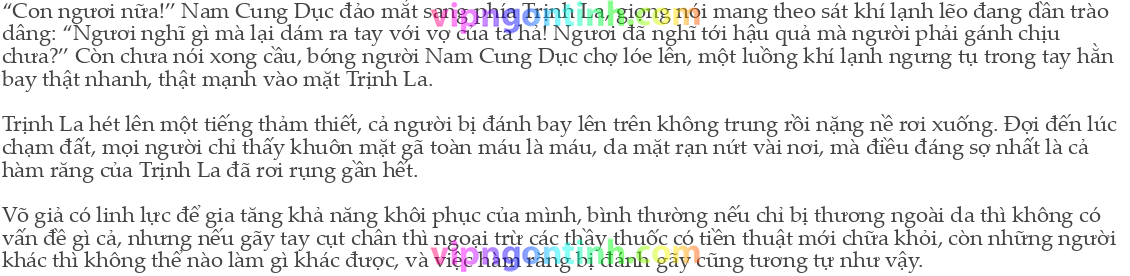 “Con ngươi nữa!” Nam Cung Dục đảo mắt sang phía Trịnh La, giọng nói mang theo sát khí lạnh lẽo đang dần trào
dâng: “Ngươi nghĩ gì mà lại dám ra tay với vợ của ta hả! Ngươi đã nghĩ tới hậu quả mà người phải gánh chịu
chưa?” Còn chưa nói xong cầu, bóng người Nam Cung Dục chợ lóe lên, một luồng khí lạnh ngưng tụ trong tay hắn
bay thật nhanh, thật mạnh vào mặt Trịnh La.
Trịnh La hét lên một tiếng thảm thiết, cả người bị đánh bay lên trên không trung rồi nặng nề rơi xuống. Đợi đến lúc
chạm đất, mọi người chỉ thấy khuôn mặt gã toàn máu là máu, da mặt rạn nứt vài nơi, mà điều đáng sợ nhất là cả
hàm răng của Trịnh La đã rơi rụng gần hết.
Võ giả có linh lực để gia tăng khả năng khôi phục của mình, bình thường nếu chỉ bị thương ngoài da thì không có
vấn đề gì cả, nhưng nếu gãy tay cụt chân thì ngoại trừ các thầy thuốc có tiền thuật mới chữa khỏi, còn những người
khác thì không thể nào làm gì khác được, và việc hàm răng bị đánh gãy cũng tương tự như vậy.
vipngontinh.com
vipngontinh.com